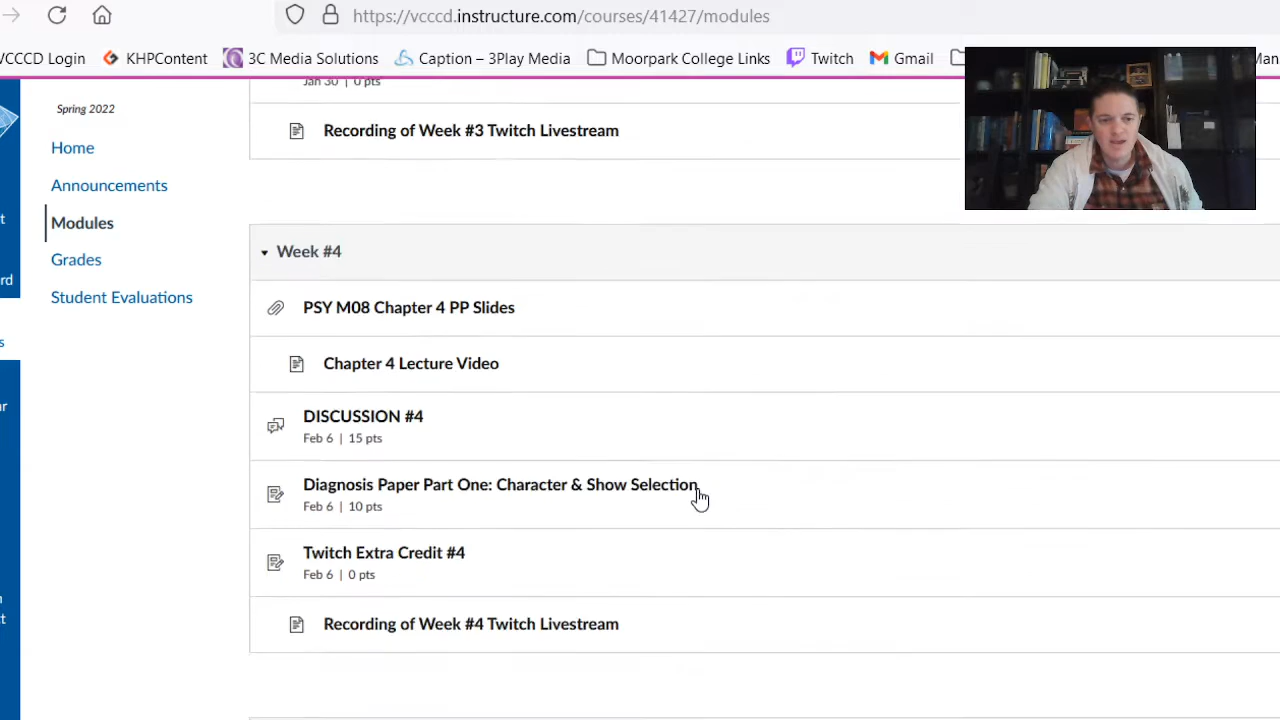 https://vcccd.instructure.com/courses/41427/modules
VCCCD Login KHPContent 3C Media Solutions Caption – 3Play Media Moorpark College Links Twitch Gmail
Jan 30 | 0 pts
Spring 2022
Recording of Week #3 Twitch Livestream
Home
Announcements
Modules
Grades
Student Evaluations
Week #4
PSY M08 Chapter 4 PP Slides
Chapter 4 Lecture Video
DISCUSSION #4
Feb 6 | 15 pts
Diagnosis Paper Part One: Character & Show Selection
Feb 6 | 10 pts
Twitch Extra Credit #4
Feb 6 | 0 pts
Recording of Week #4 Twitch Livestream